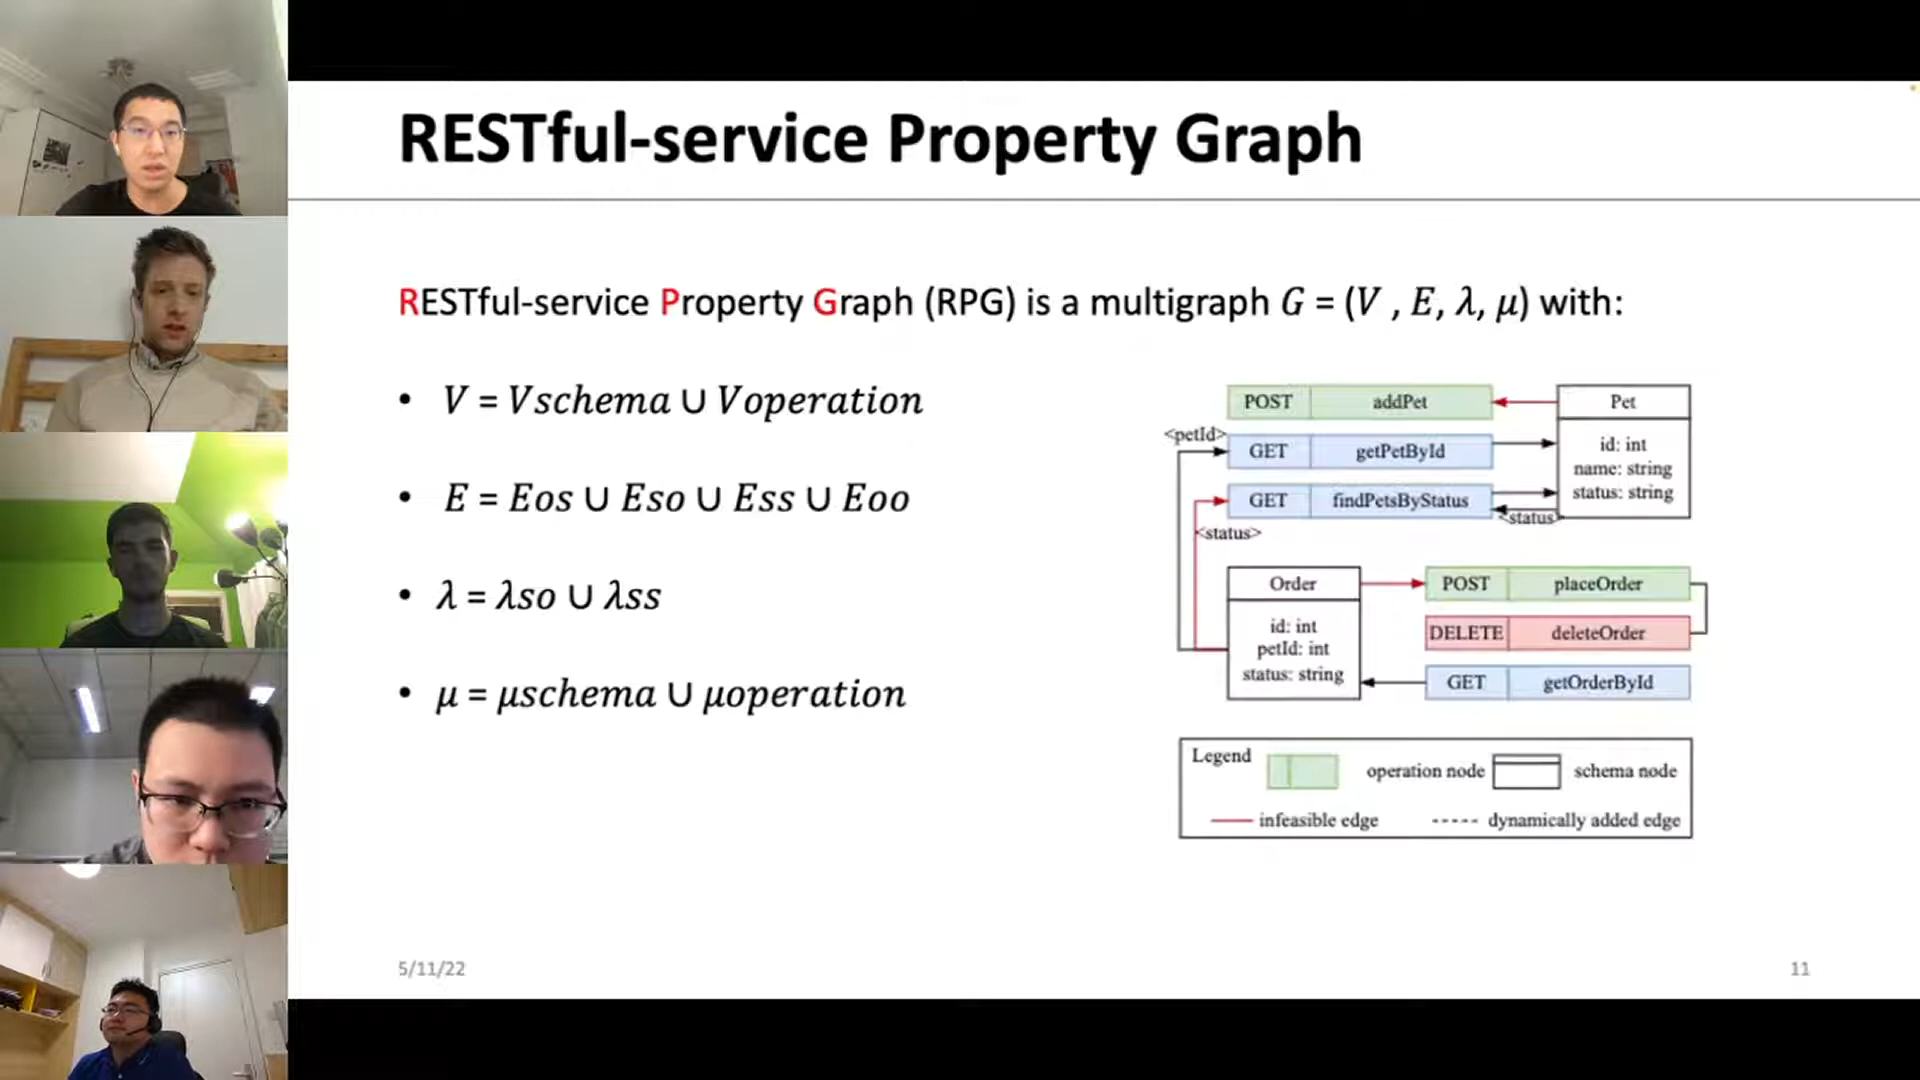 RESTful-service Property Graph
RESTful-service Property Graph (RPG) is a multigraph G = (V , E, λ, μ) with:
• V = Vschema ∪ Voperation
• E = Eos ∪ Eso ∪ Ess ∪ Eoo
• λ = λso ∪ λss
• μ = μschema ∪ μoperation
POST addPet
Pet
<petId>
GET getPetById
id: int
name: string
status: string
GET findPetsByStatus
<status>
<status>
Order
id: int
petId: int
status: string
POST placeOrder
DELETE deleteOrder
GET getOrderById
Legend
operation node
schema node
infeasible edge
dynamically added edge
5/11/22
11